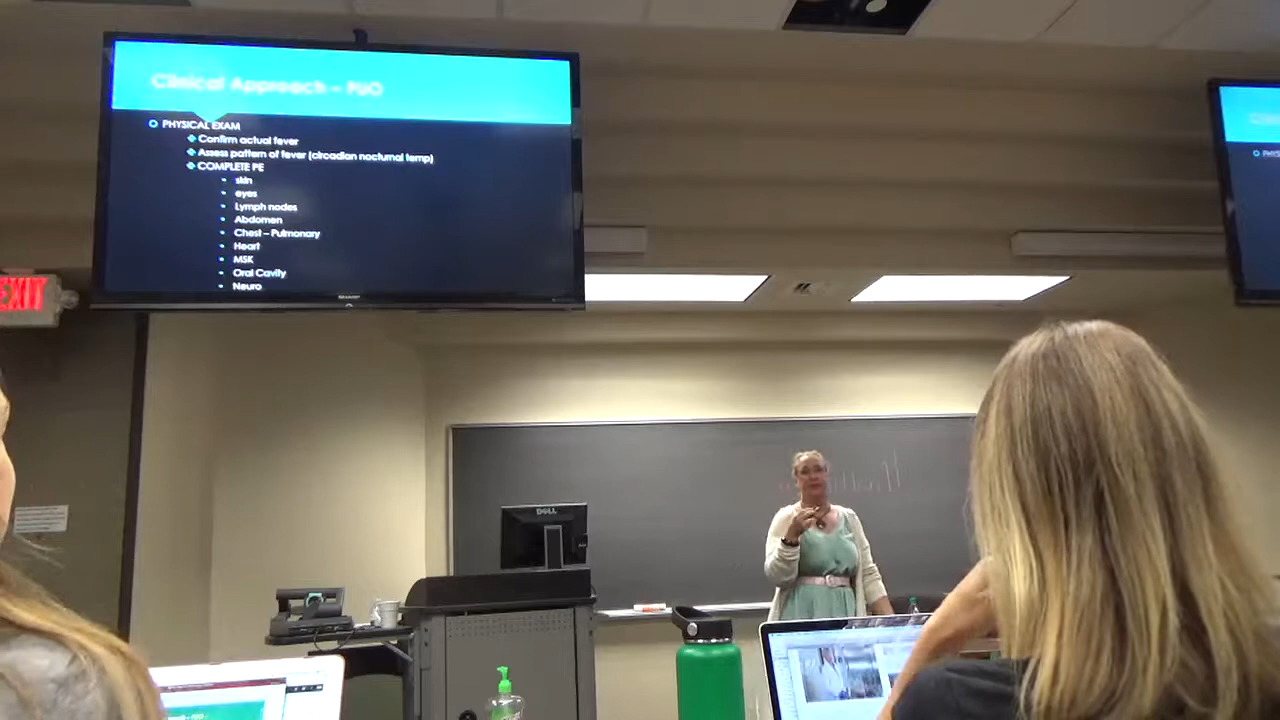 Clinical Approach – FUO
PHYSICAL EXAM
Confirm actual fever
Assess pattern of fever (circadian nocturnal temp)
COMPLETE PE
skin
eyes
Lymph nodes
Abdomen
Chest – Pulmonary
Heart
MSK
Oral Cavity
Neuro
SHARP
EXIT
DELL